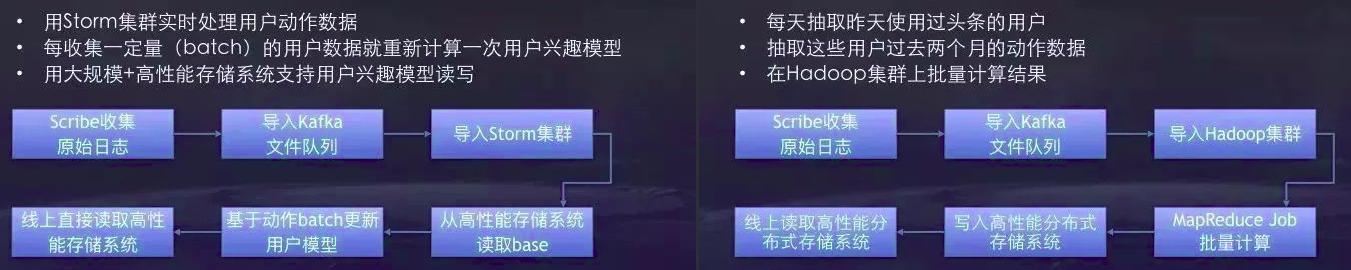 • 用Storm集群实时处理用户动作数据
• 每收集一定量（batch）的用户数据就重新计算一次用户兴趣模型
• 用大规模+高性能存储系统支持用户兴趣模型读写
Scribe收集
原始日志
导入Kafka
文件队列
导入Storm集群
从高性能存储系统
读取base
基于动作batch更新
用户模型
线上直接读取高性
能存储系统
• 每天抽取昨天使用过头条的用户
• 抽取这些用户过去两个月的动作数据
• 在Hadoop集群上批量计算结果
Scribe收集
原始日志
导入Kafka
文件队列
导入Hadoop集群
MapReduce Job
批量计算
写入高性能分布式
存储系统
线上读取高性能分
布式存储系统